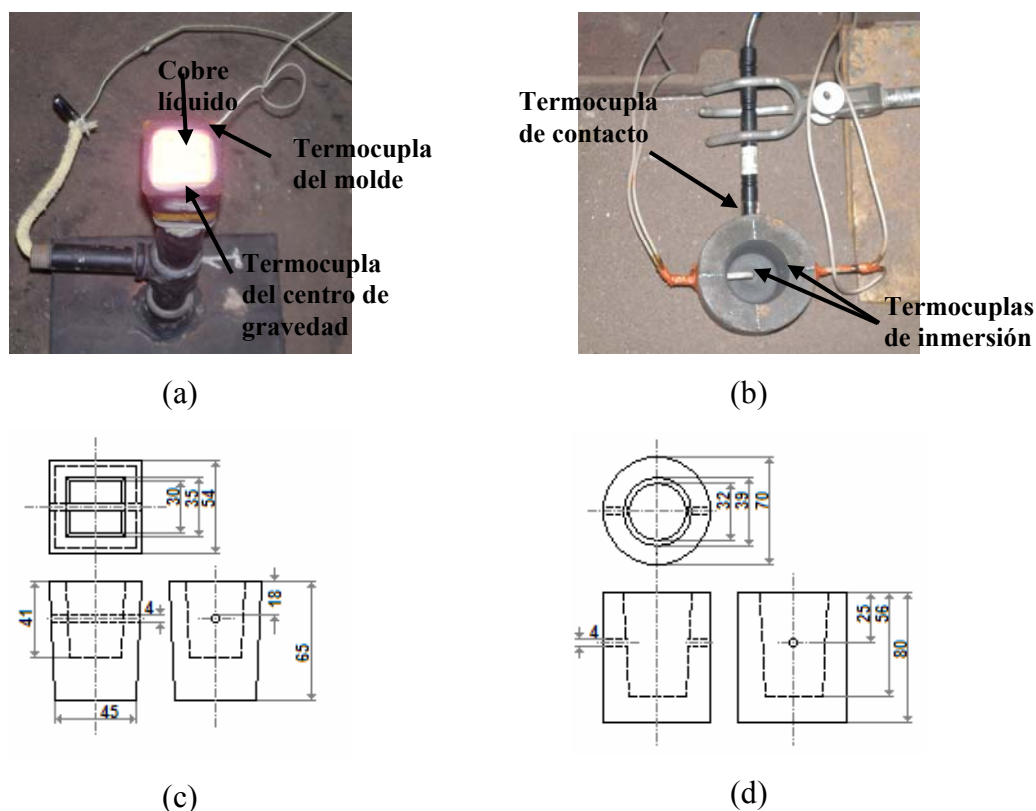 Cobre
líquido
Termocupla
del molde
Termocupla
del centro de
gravedad
Termocupla
de contacto
Termocuplas
de inmersión
(a)
(b)
30
35
54
41
4
18
65
45
32
39
70
4
25
56
80
(c)
(d)